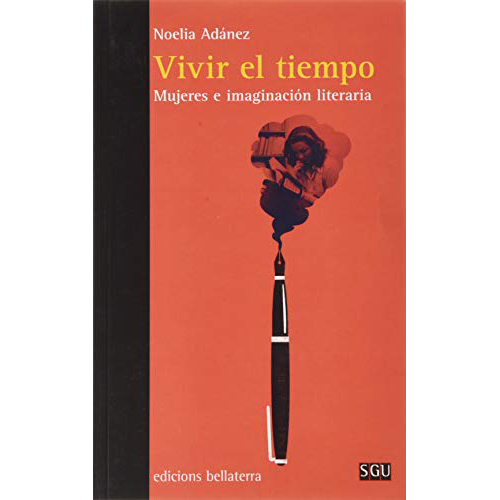 Noelia Adánez
Vivir el tiempo
Mujeres e imaginación literaria
edicions bellaterra
SGU